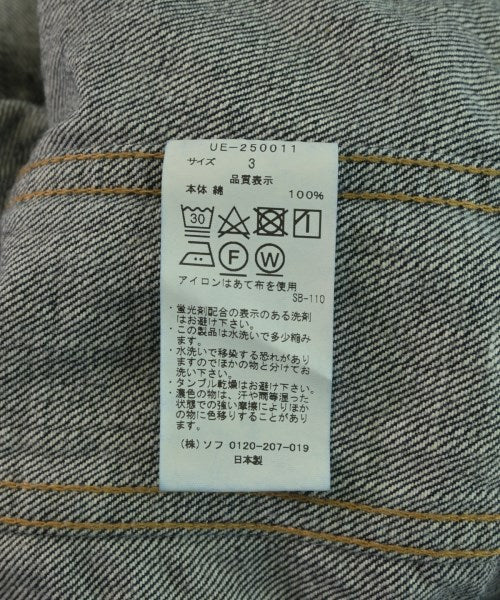 UE-250011
サイズ 3
品質表示
本体 綿 100%
30
F W
アイロンはあて布を使用
SB-110
・蛍光剤配合の表示のある洗剤
はお避け下さい。
・この製品は水洗いで多少縮み
ます。
・水洗いで移染する恐れがあり
ますのでほかの物と分けてお
洗い下さい。
・タンブル乾燥はお避け下さい。
・濃色の物は、汗や雨等湿った
状態での強い摩擦によりほか
の物に色移りすることがあり
ます。
(株) ソフ 0120-207-019
日本製